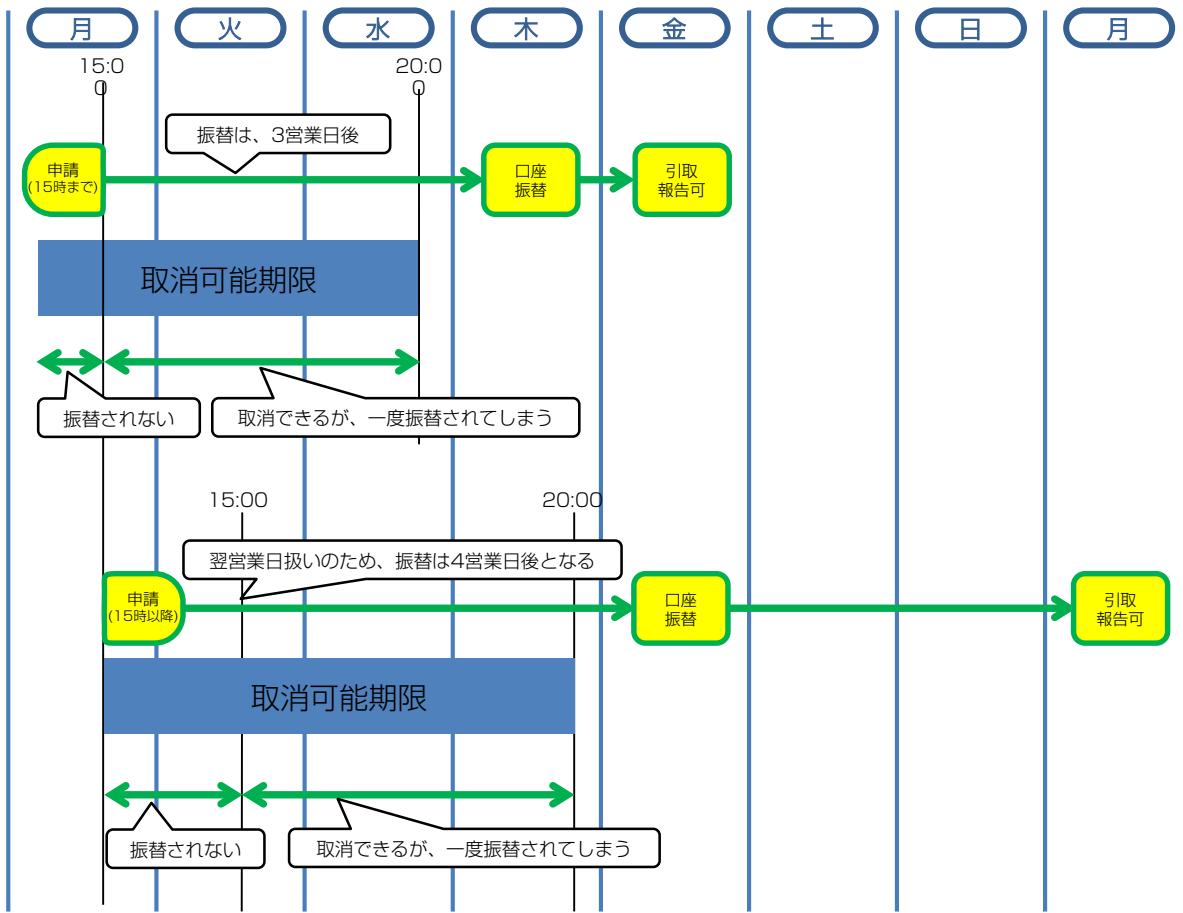 月 火 水 木 金 土 日 月
15:0
0
20:0
0
振替は、3営業日後
申請
(15時まで)
口座
振替
引取
報告可
取消可能期限
振替されない
取消できるが、一度振替されてしまう
15:00
20:00
翌営業日扱いのため、振替は4営業日後となる
申請
(15時以降)
口座
振替
引取
報告可
取消可能期限
振替されない
取消できるが、一度振替されてしまう